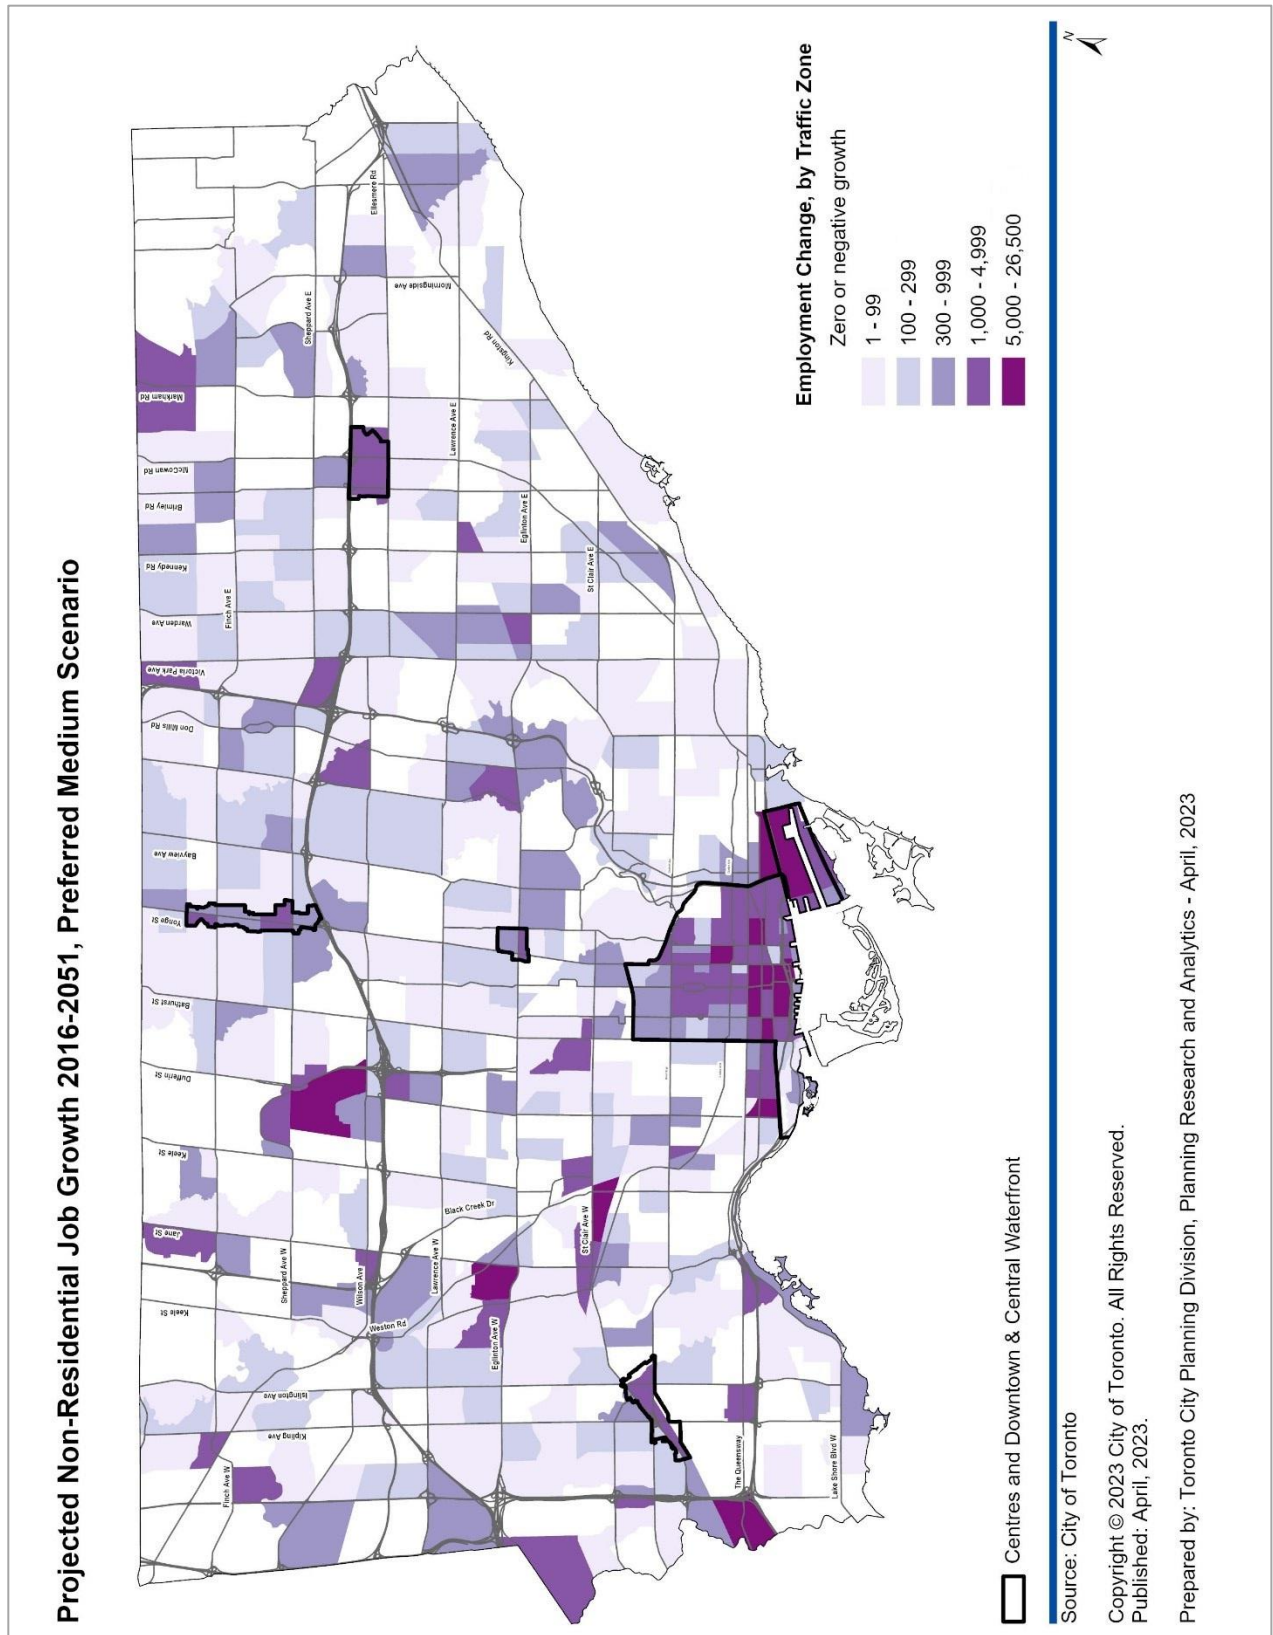 Projected Non-Residential Job Growth 2016-2051, Preferred Medium Scenario
Finch Ave W
Kipling Ave
Islington Ave
Keele St
Jane St
Keele St
Dufferin St
Bathurst St
Yonge St
Bayview Ave
Don Mills Rd
Victoria Park Ave
Warden Ave
Kennedy Rd
Brimley Rd
McCowan Rd
Markham Rd
Finch Ave E
Sheppard Ave W
Sheppard Ave E
Wilson Ave
Weston Rd
Lawrence Ave W
Black Creek Dr
Ellesmere Rd
Morningside Ave
Lawrence Ave E
Kingston Rd
Eglinton Ave W
Eglinton Ave E
St Clair Ave W
St Clair Ave E
The Queensway
Lake Shore Blvd W
Employment Change, by Traffic Zone
Zero or negative growth
1 - 99
100 - 299
300 - 999
1,000 - 4,999
5,000 - 26,500
Centres and Downtown & Central Waterfront
N
Source: City of Toronto
Copyright © 2023 City of Toronto. All Rights Reserved.
Published: April, 2023.
Prepared by: Toronto City Planning Division, Planning Research and Analytics - April, 2023